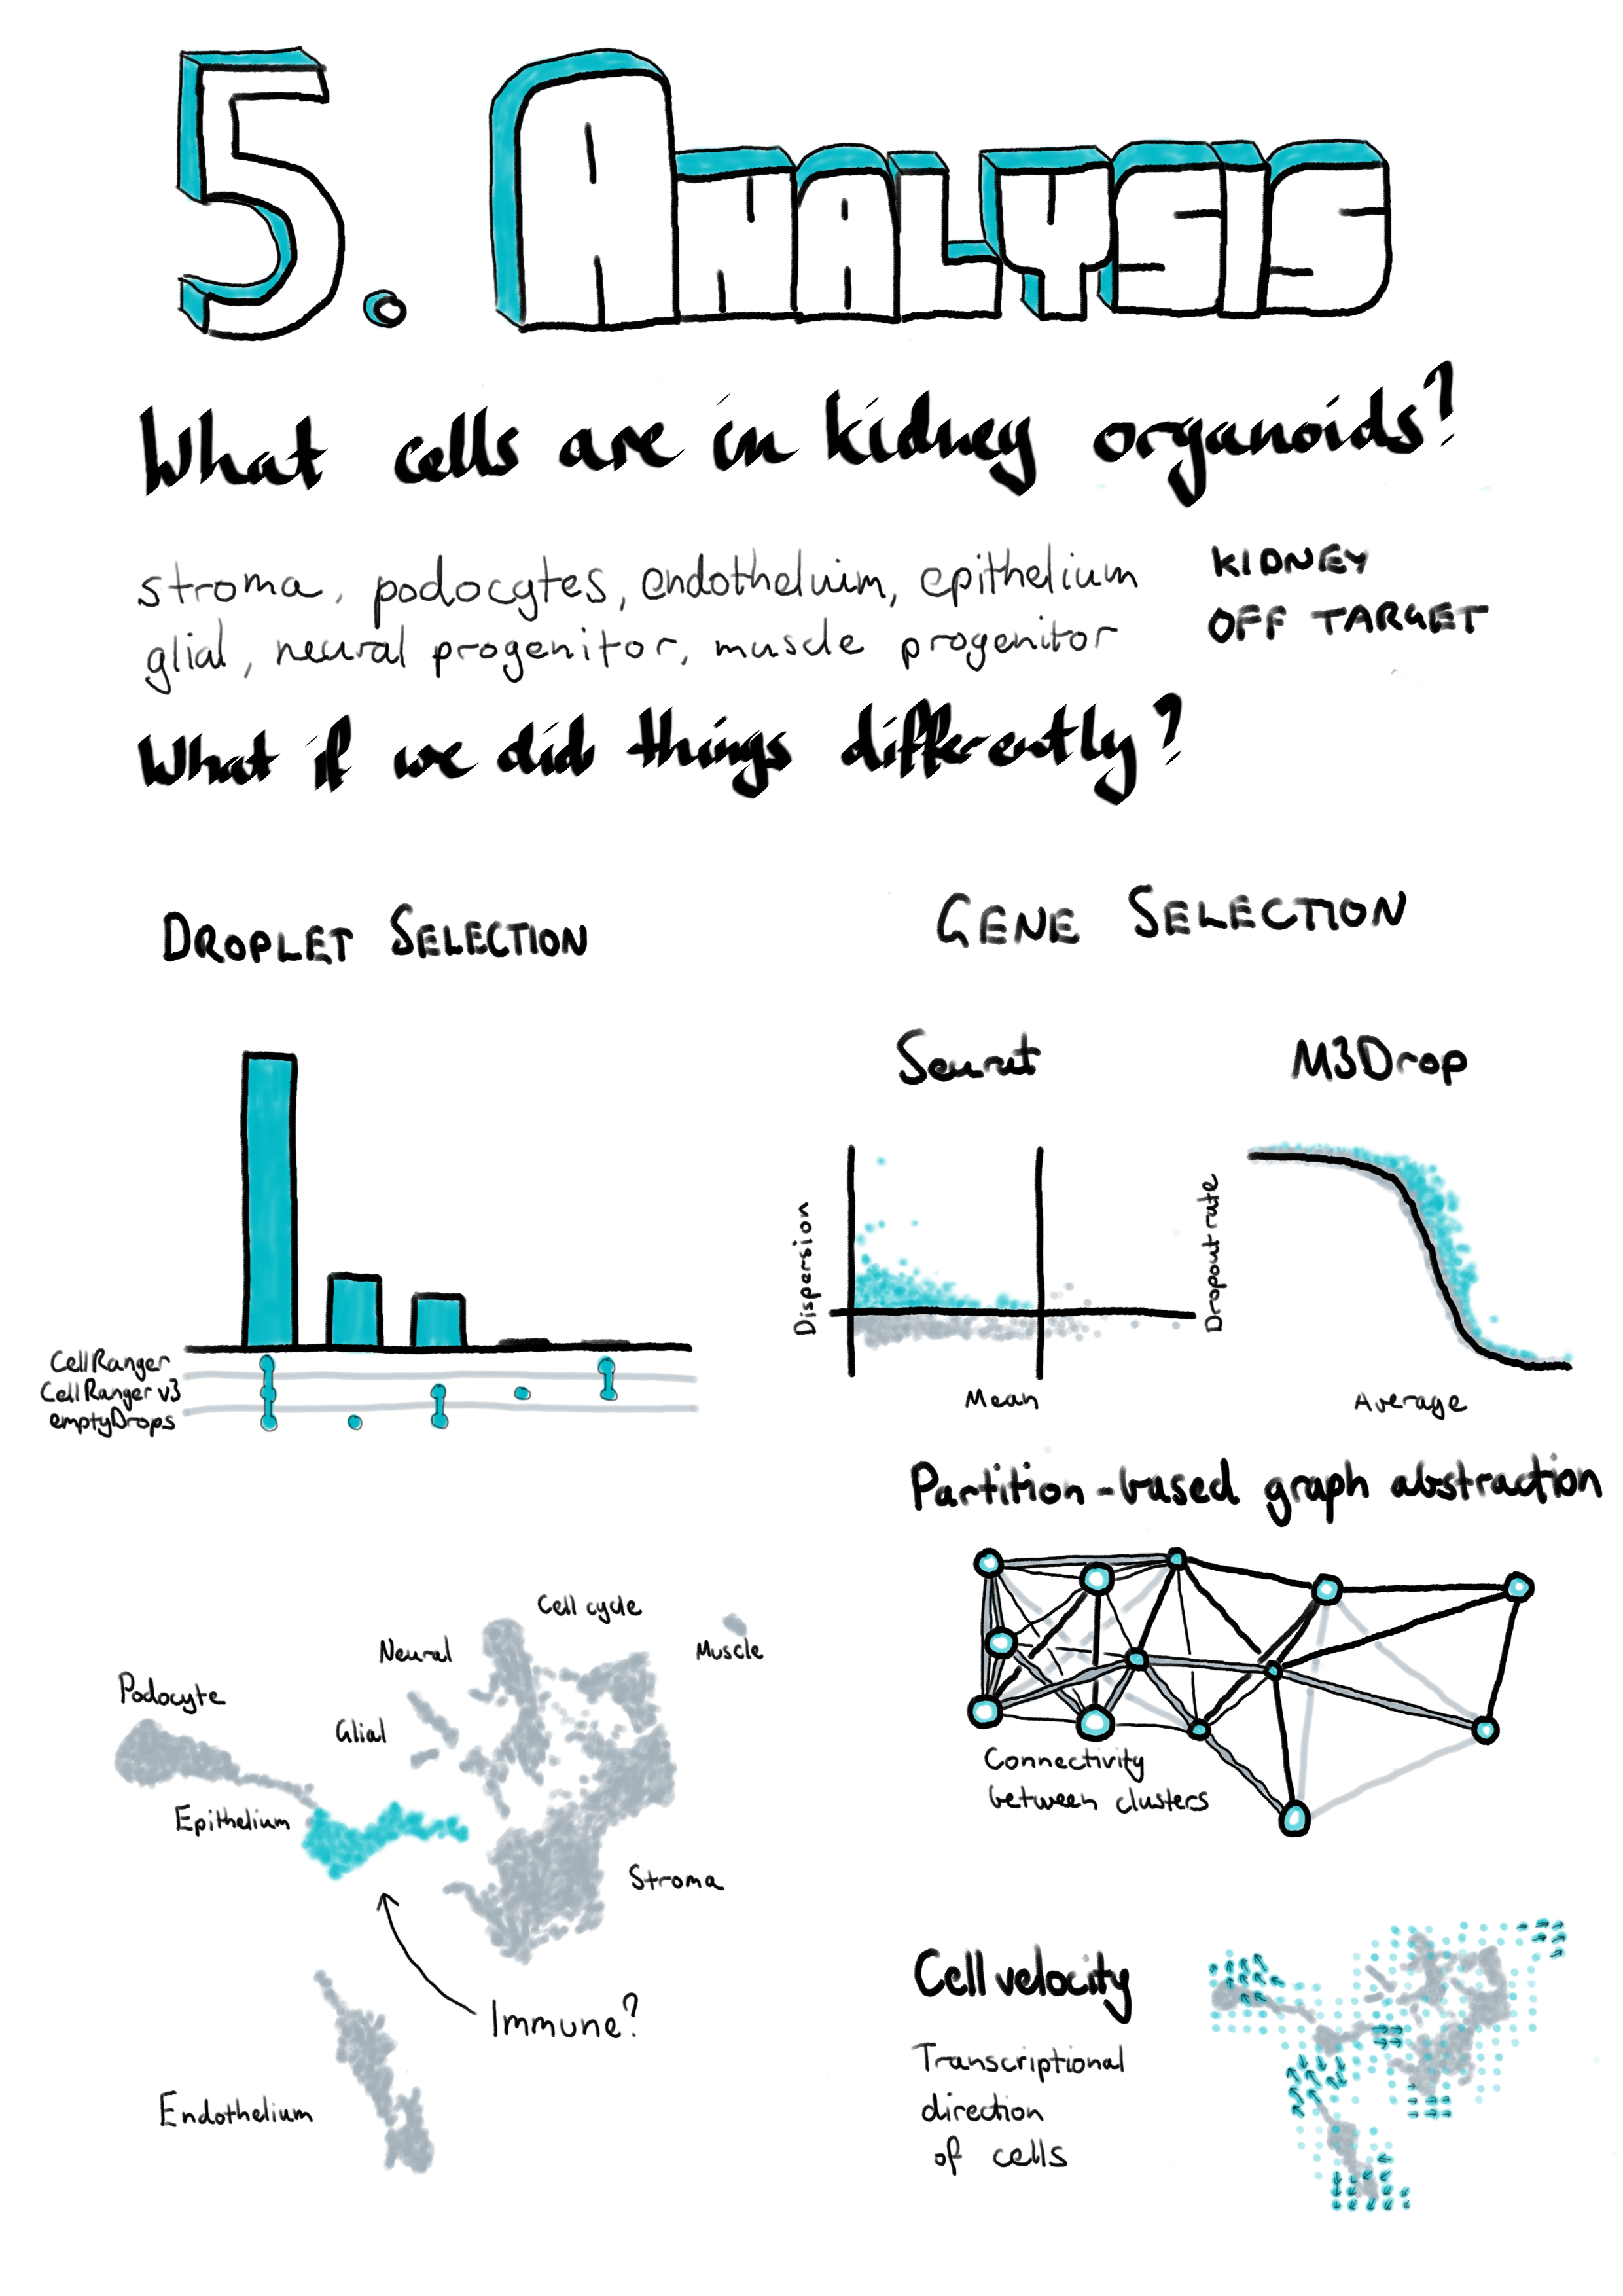 5. ANALYSIS
What cells are in kidney organoids?
stroma, podocytes, endotheluim, epithelium KIDNEY
glial, neural progenitor, muscle progenitor OFF TARGET
What if we did things differently?
DROPLET SELECTION
CellRanger
CellRanger v3
emptyDrops
GENE SELECTION
Seurat
Dispersion
Mean
M3Drop
Dropout rate
Average
Partition-based graph abstraction
Connectivity
between clusters
Cell cycle
Neural
Muscle
Podocyte
Glial
Epithelium
Stroma
Immune?
Endothelium
Cell velocity
Transcriptional
direction
of cells